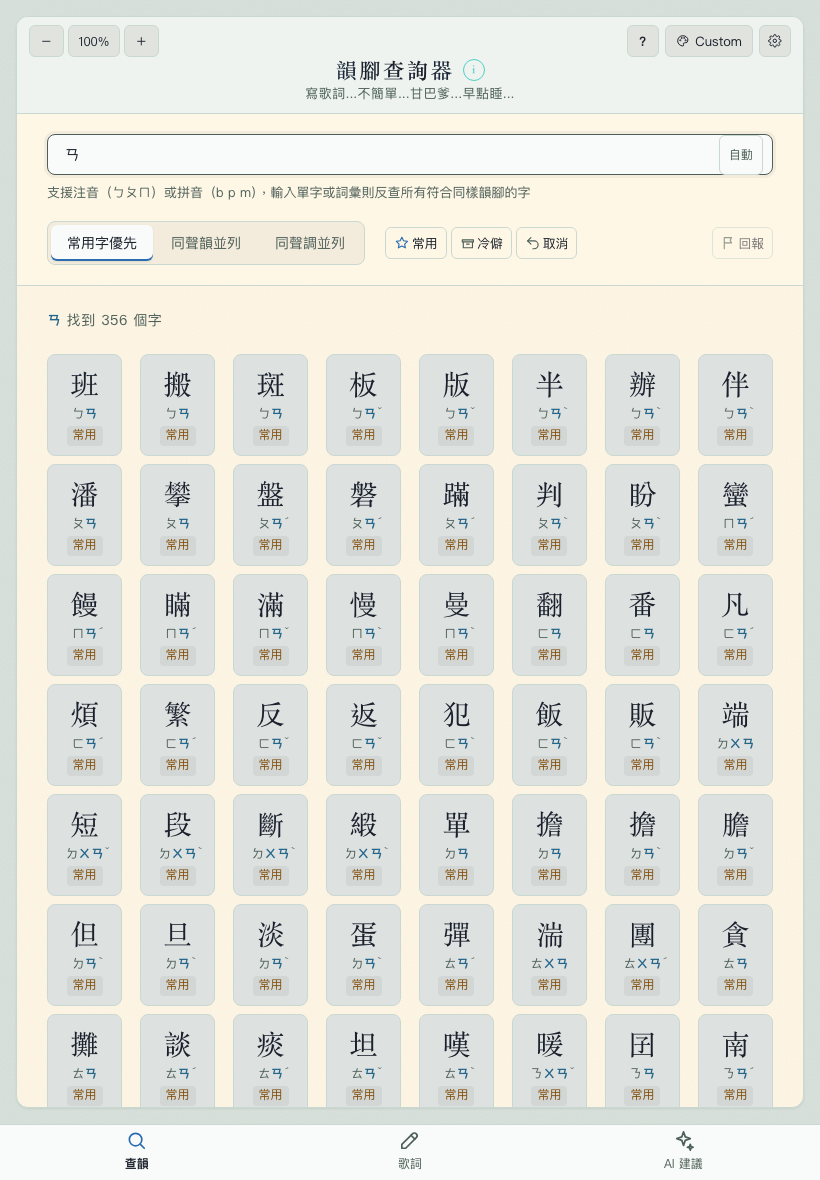 − 100% + ? Custom
韻腳查詢器 i
寫歌詞...不簡單...甘巴爹...早點睡...
ㄢ 自動
支援注音（ㄅㄆㄇ）或拼音（b p m），輸入單字或詞彙則反查所有符合同樣韻腳的字
常用字優先 同聲韻並列 同聲調並列 常用 冷僻 取消 回報
ㄢ 找到 356 個字
班 搬 斑 板 版 半 辦 伴
ㄅㄢ ㄅㄢ ㄅㄢ ㄅㄢˇ ㄅㄢˇ ㄅㄢˋ ㄅㄢˋ ㄅㄢˋ
常用 常用 常用 常用 常用 常用 常用 常用
潘 攀 盤 磐 蹣 判 盼 蠻
ㄆㄢ ㄆㄢ ㄆㄢˊ ㄆㄢˊ ㄆㄢˊ ㄆㄢˋ ㄆㄢˋ ㄇㄢˊ
常用 常用 常用 常用 常用 常用 常用 常用
饅 瞞 滿 慢 曼 翻 番 凡
ㄇㄢˊ ㄇㄢˊ ㄇㄢˇ ㄇㄢˋ ㄇㄢˋ ㄈㄢ ㄈㄢ ㄈㄢˊ
常用 常用 常用 常用 常用 常用 常用 常用
煩 繁 反 返 犯 飯 販 端
ㄈㄢˊ ㄈㄢˊ ㄈㄢˇ ㄈㄢˇ ㄈㄢˋ ㄈㄢˋ ㄈㄢˋ ㄉㄨㄢ
常用 常用 常用 常用 常用 常用 常用 常用
短 段 斷 緞 單 擔 擔 膽
ㄉㄨㄢˇ ㄉㄨㄢˋ ㄉㄨㄢˋ ㄉㄨㄢˋ ㄉㄢ ㄉㄢ ㄉㄢˋ ㄉㄢˇ
常用 常用 常用 常用 常用 常用 常用 常用
但 旦 淡 蛋 彈 湍 團 貪
ㄉㄢˋ ㄉㄢˋ ㄉㄢˋ ㄉㄢˋ ㄊㄢˊ ㄊㄨㄢ ㄊㄨㄢˊ ㄊㄢ
常用 常用 常用 常用 常用 常用 常用 常用
攤 談 痰 坦 嘆 暖 囝 南
ㄊㄢ ㄊㄢˊ ㄊㄢˊ ㄊㄢˇ ㄊㄢˋ ㄋㄨㄢˇ ㄋㄢ ㄋㄢˊ
常用 常用 常用 常用 常用 常用 常用 常用
查韻 歌詞 AI 建議